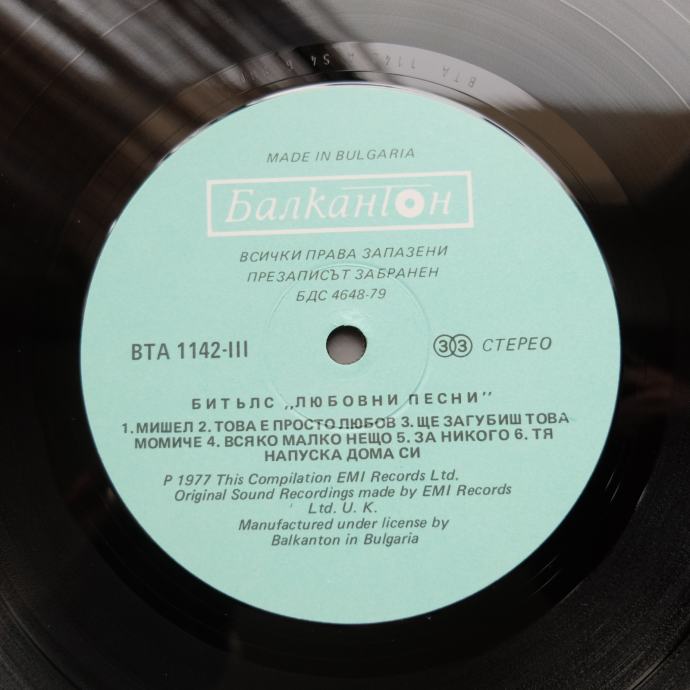 ВТА 114
MADE IN BULGARIA
Балкантон
ВСИЧКИ ПРАВА ЗАПАЗЕНИ
ПРЕЗАПИСЪТ ЗАБРАНЕН
БДС 4648-79
ВТА 1142-III
33 СТЕРЕО
БИТЪЛС „ЛЮБОВНИ ПЕСНИ"
1.МИШЕЛ 2. ТОВА Е ПРОСТО ЛЮБОВ 3. ЩЕ ЗАГУБИШ ТОВА
МОМИЧЕ 4. ВСЯКО МАЛКО НЕЩО 5. ЗА НИКОГО 6. ТЯ
НАПУСКА ДОМА СИ
P 1977 This Compilation EMI Records Ltd.
Original Sound Recordings made by EMI Records
Ltd. U. K.
Manufactured under license by
Balkanton in Bulgaria